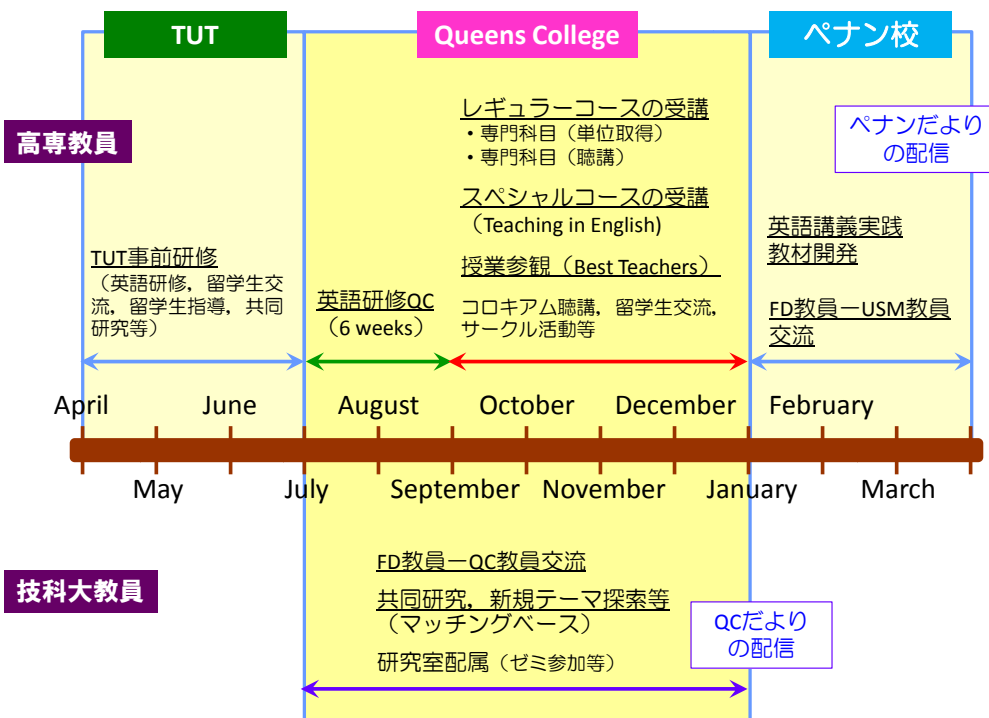 TUT
Queens College
ペナン校
高専教員
レギュラーコースの受講
・専門科目（単位取得）
・専門科目（聴講）
スペシャルコースの受講
（Teaching in English)
授業参観（Best Teachers）
コロキアム聴講，留学生交流，
サークル活動等
ペナンだより
の配信
TUT事前研修
（英語研修，留学生交
流，留学生指導，共同
研究等）
英語研修QC
（6 weeks）
英語講義実践
教材開発
FD教員－USM教員
交流
April
June
August
October
December
February
May
July
September
November
January
March
技科大教員
FD教員－QC教員交流
共同研究，新規テーマ探索等
（マッチングベース）
研究室配属（ゼミ参加等）
QCだより
の配信